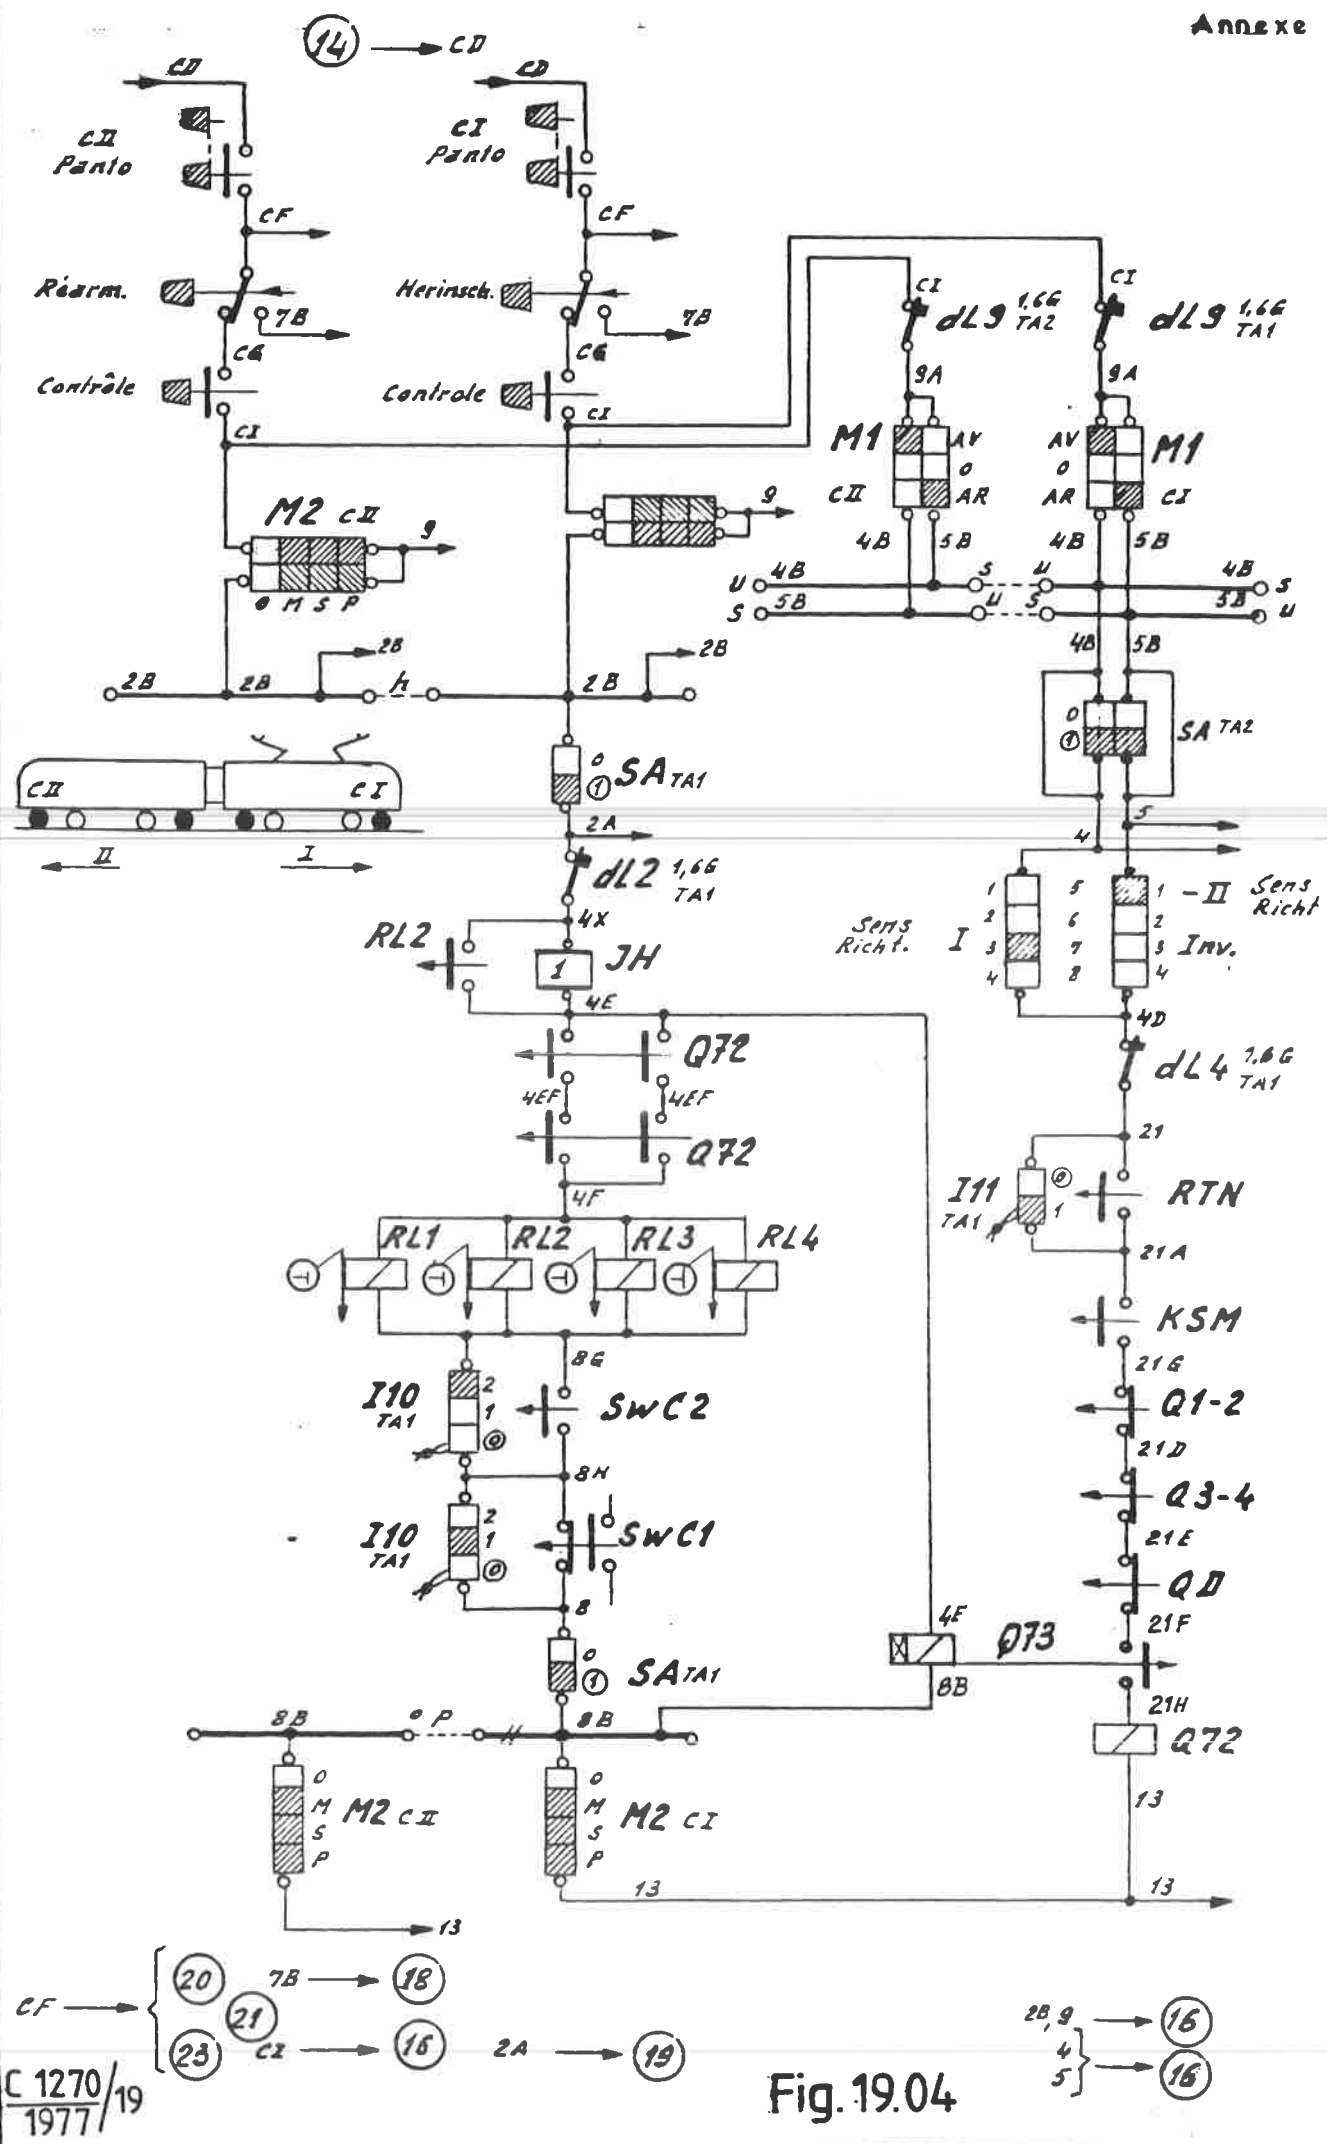 Annexe
14 → CD
CD
CD
CII
Panto
CI
Panto
CF
CF
Réarm.
7B
Herinsch.
7B
CI
dL9 1,6G
TA2
CI
dL9 1,6G
TA1
CG
CG
9A
9A
Contrôle
Controle
CI
CI
M1
AV
AV
M1
0
0
CII
AR
AR
CI
M2 CII
9
9
4B
5B
4B
5B
0 M S P
U
4B
S
U
4B
S
S
5B
U
S
5B
U
2B
2B
4B
5B
2B
2B
h
2B
0
1
SA TA2
0
1
SA TA1
CII
CI
2A
5
II
I
4
dL2 1,6G
TA1
1
5
1
-II
Sens
Richt
4X
2
6
2
RL2
Sens
Richt.
I
3
7
3
Inv.
1
JH
4
8
4
4E
4D
Q72
dL4 1,6G
TA1
4EF
4EF
Q72
21
4F
I11
TA1
0
1
RTN
RL1
RL2
RL3
RL4
21A
KSM
8G
21G
I10
TA1
2
1
0
SwC2
Q1-2
21D
8H
Q3-4
I10
TA1
2
1
0
SwC1
21E
QD
8
21F
4E
Q73
0
1
SA TA1
8B
21H
8B
P
8B
Q72
0
M
S
P
M2 CII
0
M
S
P
M2 CI
13
13
13
13
CF →
20
7B → 18
21
23
CI → 16
2A → 19
2B, 9 → 16
4
5
→ 16
C 1270/19
1977
Fig. 19.04